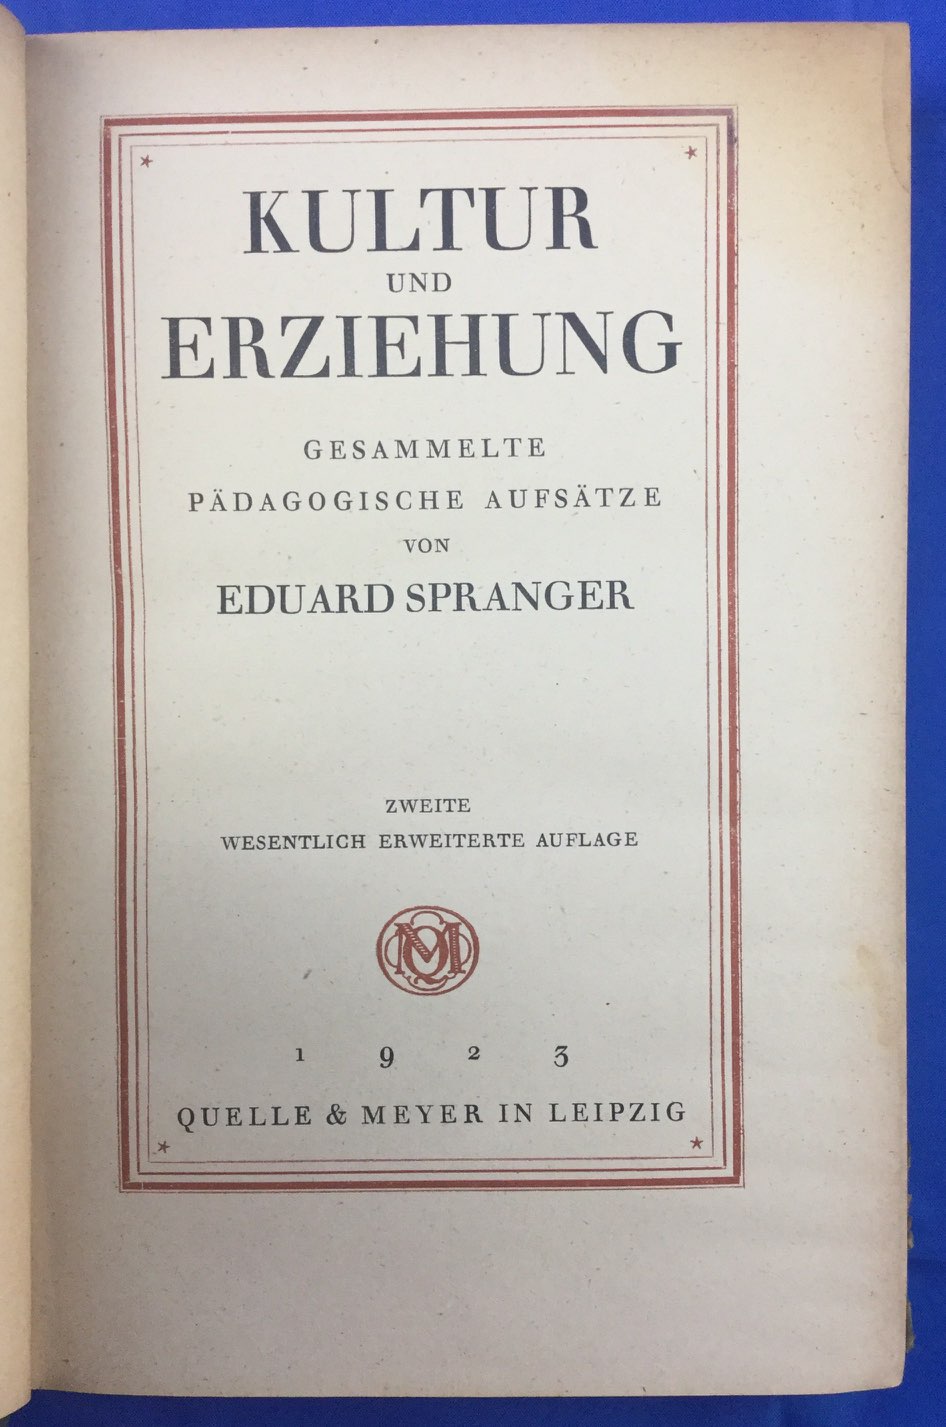 KULTUR
UND
ERZIEHUNG
GESAMMELTE
PÄDAGOGISCHE AUFSÄTZE
VON
EDUARD SPRANGER
ZWEITE
WESENTLICH ERWEITERTE AUFLAGE
QM
1 9 2 3
QUELLE & MEYER IN LEIPZIG